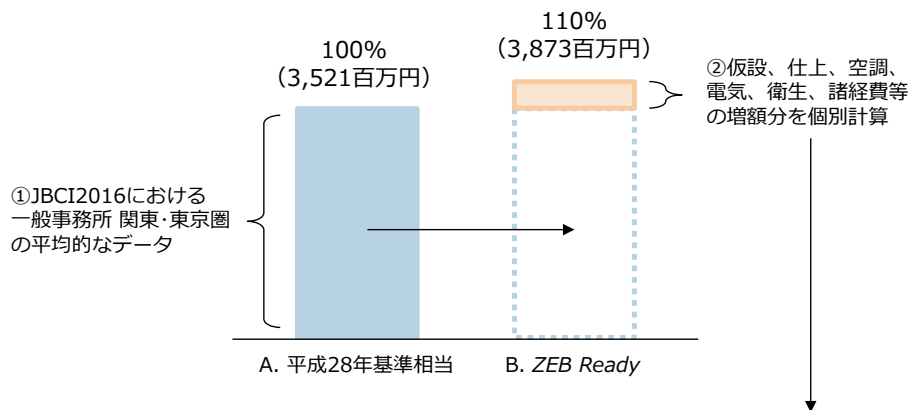 100%
（3,521百万円）
110%
（3,873百万円）
②仮設、仕上、空調、
電気、衛生、諸経費等
の増額分を個別計算
①JBCI2016における
一般事務所 関東･東京圏
の平均的なデータ
A. 平成28年基準相当
B. ZEB Ready